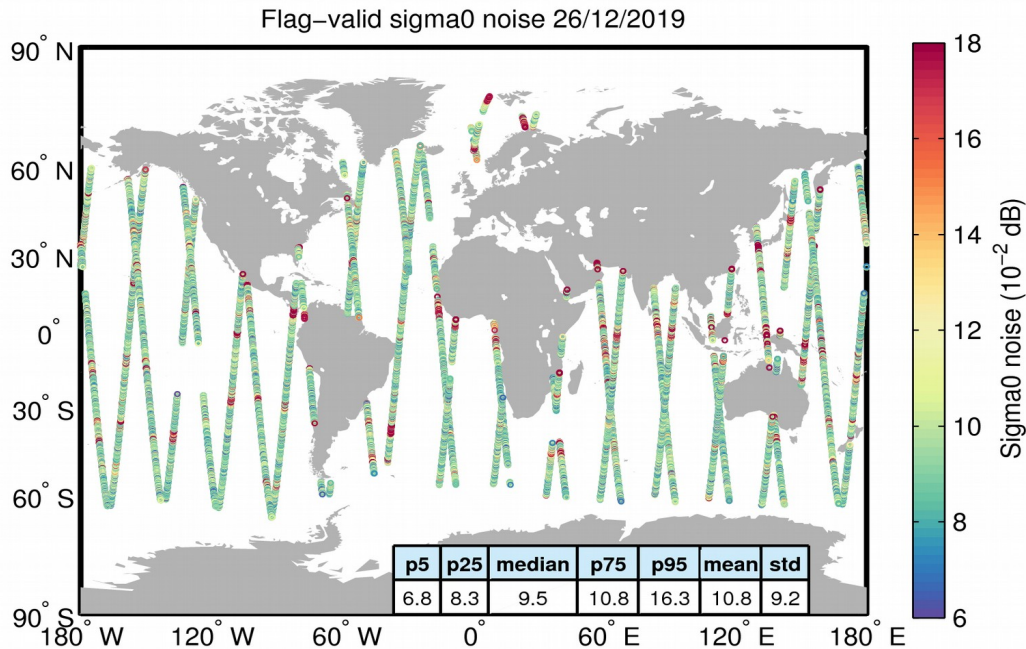 Flag−valid sigma0 noise 26/12/2019
90° N
60° N
30° N
0°
30° S
60° S
90° S
180° W
120° W
60° W
0°
60° E
120° E
180° E
p5 p25 median p75 p95 mean std
6.8 8.3 9.5 10.8 16.3 10.8 9.2
18
16
14
12
10
8
6
Sigma0 noise (10⁻² dB)